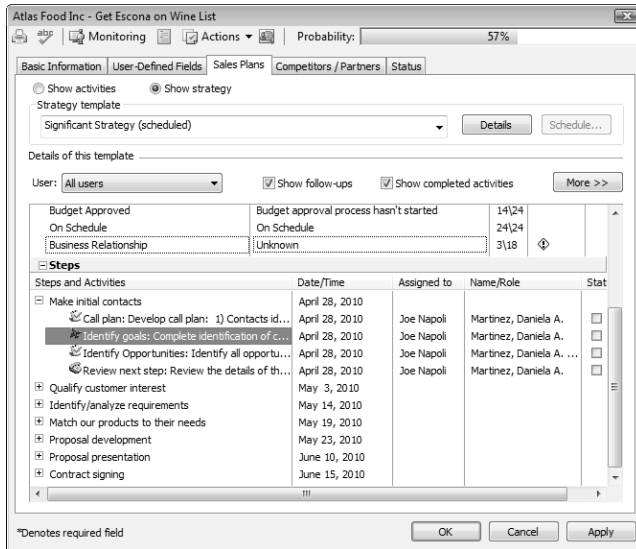 Atlas Food Inc - Get Escona on Wine List
abc Monitoring Actions Probability: 57%
Basic Information User-Defined Fields Sales Plans Competitors / Partners Status
Show activities Show strategy
Strategy template
Significant Strategy (scheduled) Details Schedule...
Details of this template
User: All users Show follow-ups Show completed activities More >>
Budget Approved Budget approval process hasn't started 14\24
On Schedule On Schedule 24\24
Business Relationship Unknown 3\18
Steps
Steps and Activities Date/Time Assigned to Name/Role Stat
Make initial contacts April 28, 2010
Call plan: Develop call plan: 1) Contacts id... April 28, 2010 Joe Napoli Martinez, Daniela A.
Identify goals: Complete identification of c... April 28, 2010 Joe Napoli Martinez, Daniela A.
Identify Opportunities: Identify all opportu... April 28, 2010 Joe Napoli Martinez, Daniela A. ...
Review next step: Review the details of th... April 28, 2010 Joe Napoli Martinez, Daniela A.
Qualify customer interest May 3, 2010
Identify/analyze requirements May 14, 2010
Match our products to their needs May 19, 2010
Proposal development May 23, 2010
Proposal presentation June 10, 2010
Contract signing June 15, 2010
*Denotes required field OK Cancel Apply